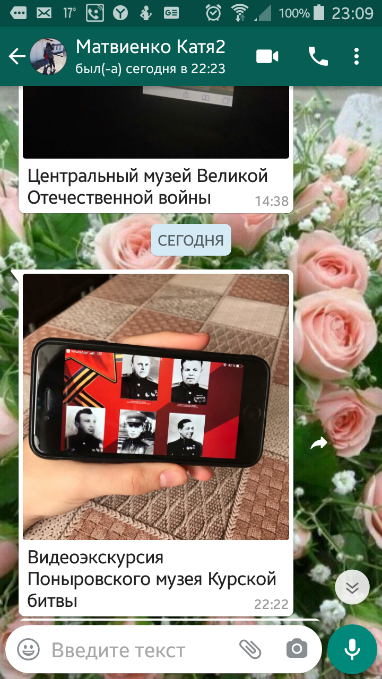 17°
100%
23:09
Матвиенко Катя2
был(-а) сегодня в 22:23
Центральный музей Великой
Отечественной войны
14:38
СЕГОДНЯ
Видеоэкскурсия
Поныровского музея Курской
битвы
22:22
Введите текст